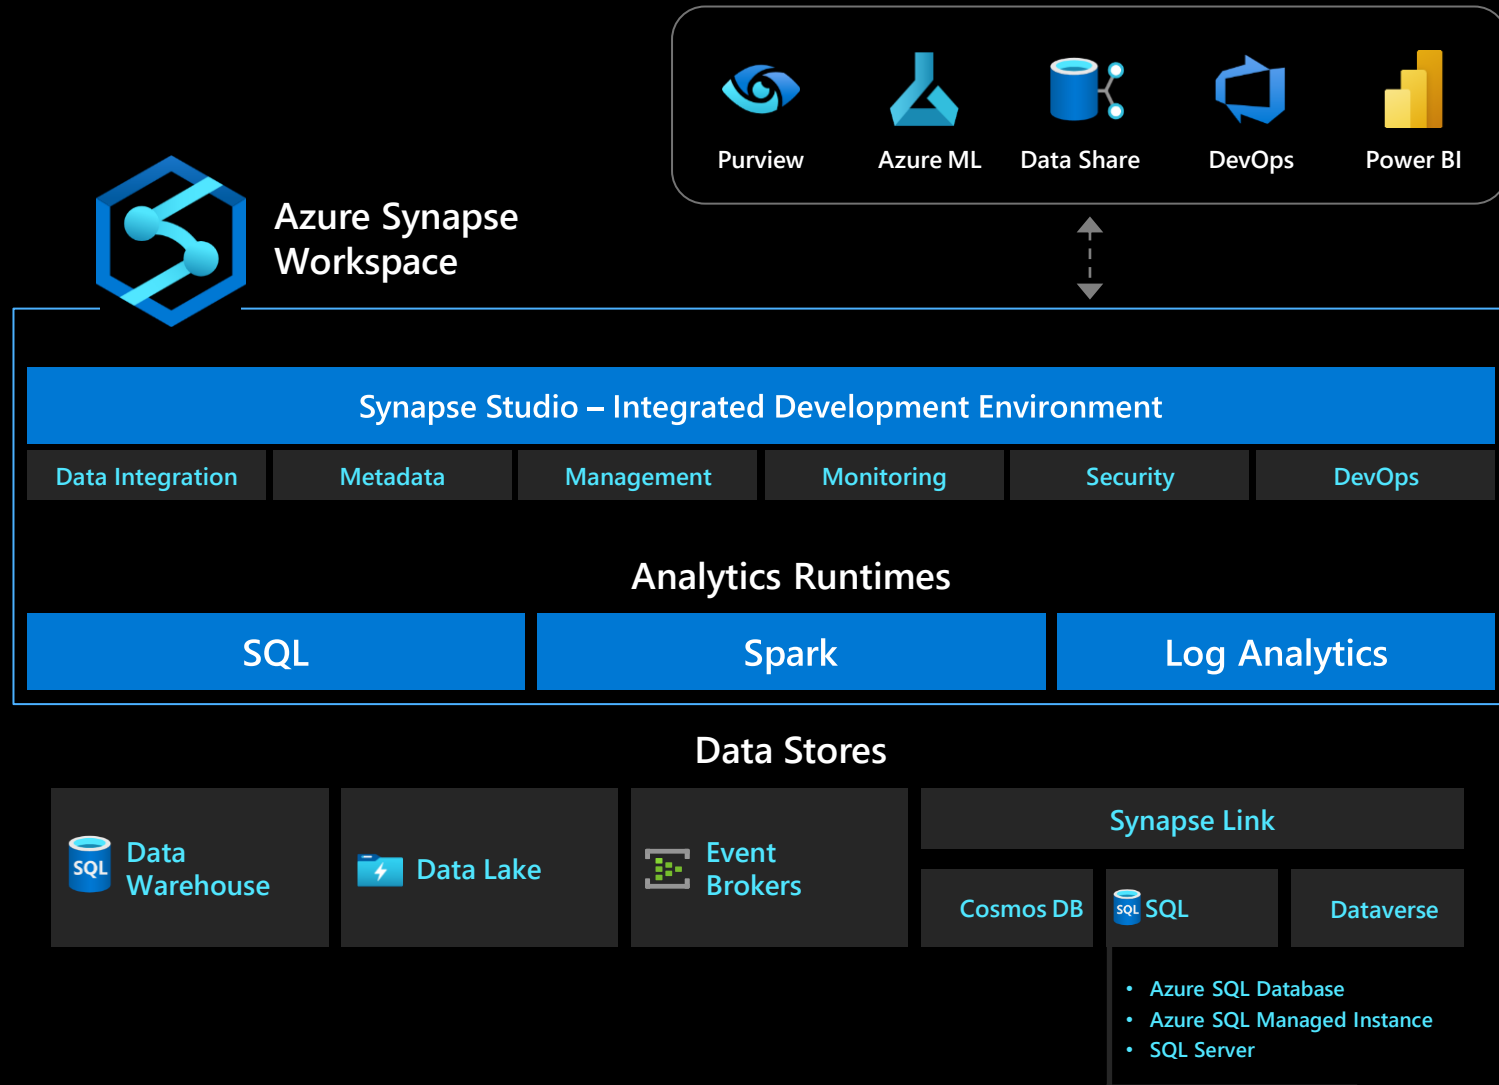 Purview
Azure ML
Data Share
DevOps
Power BI
Azure Synapse
Workspace
Synapse Studio – Integrated Development Environment
Data Integration
Metadata
Management
Monitoring
Security
DevOps
Analytics Runtimes
SQL
Spark
Log Analytics
Data Stores
SQL
Data
Warehouse
Data Lake
Event
Brokers
Synapse Link
Cosmos DB
SQL
SQL
Dataverse
• Azure SQL Database
• Azure SQL Managed Instance
• SQL Server